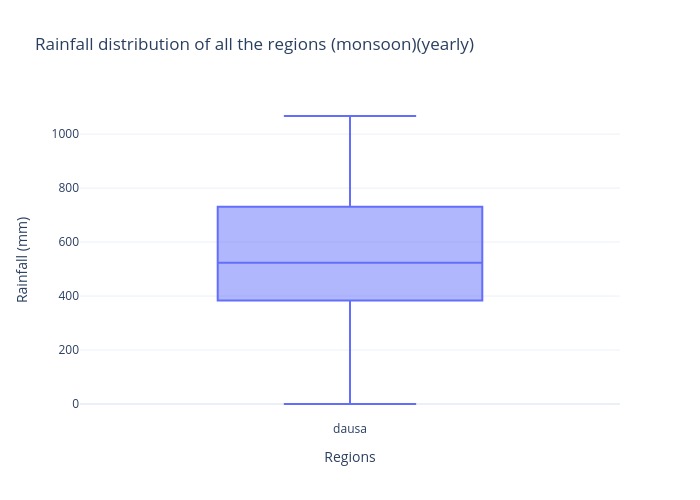 Rainfall distribution of all the regions (monsoon)(yearly)
Rainfall (mm)
1000
800
600
400
200
0
dausa
Regions